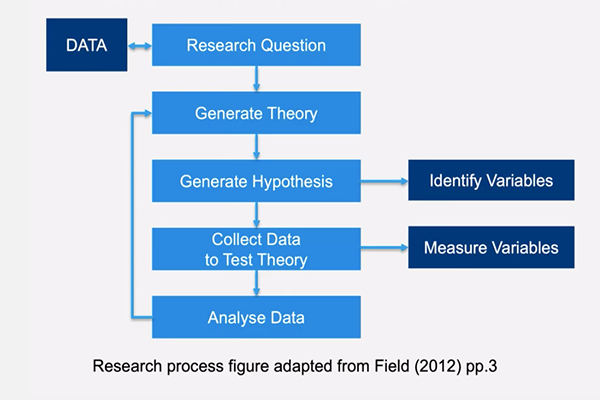 DATA
Research Question
Generate Theory
Generate Hypothesis
Identify Variables
Collect Data
to Test Theory
Measure Variables
Analyse Data
Research process figure adapted from Field (2012) pp.3